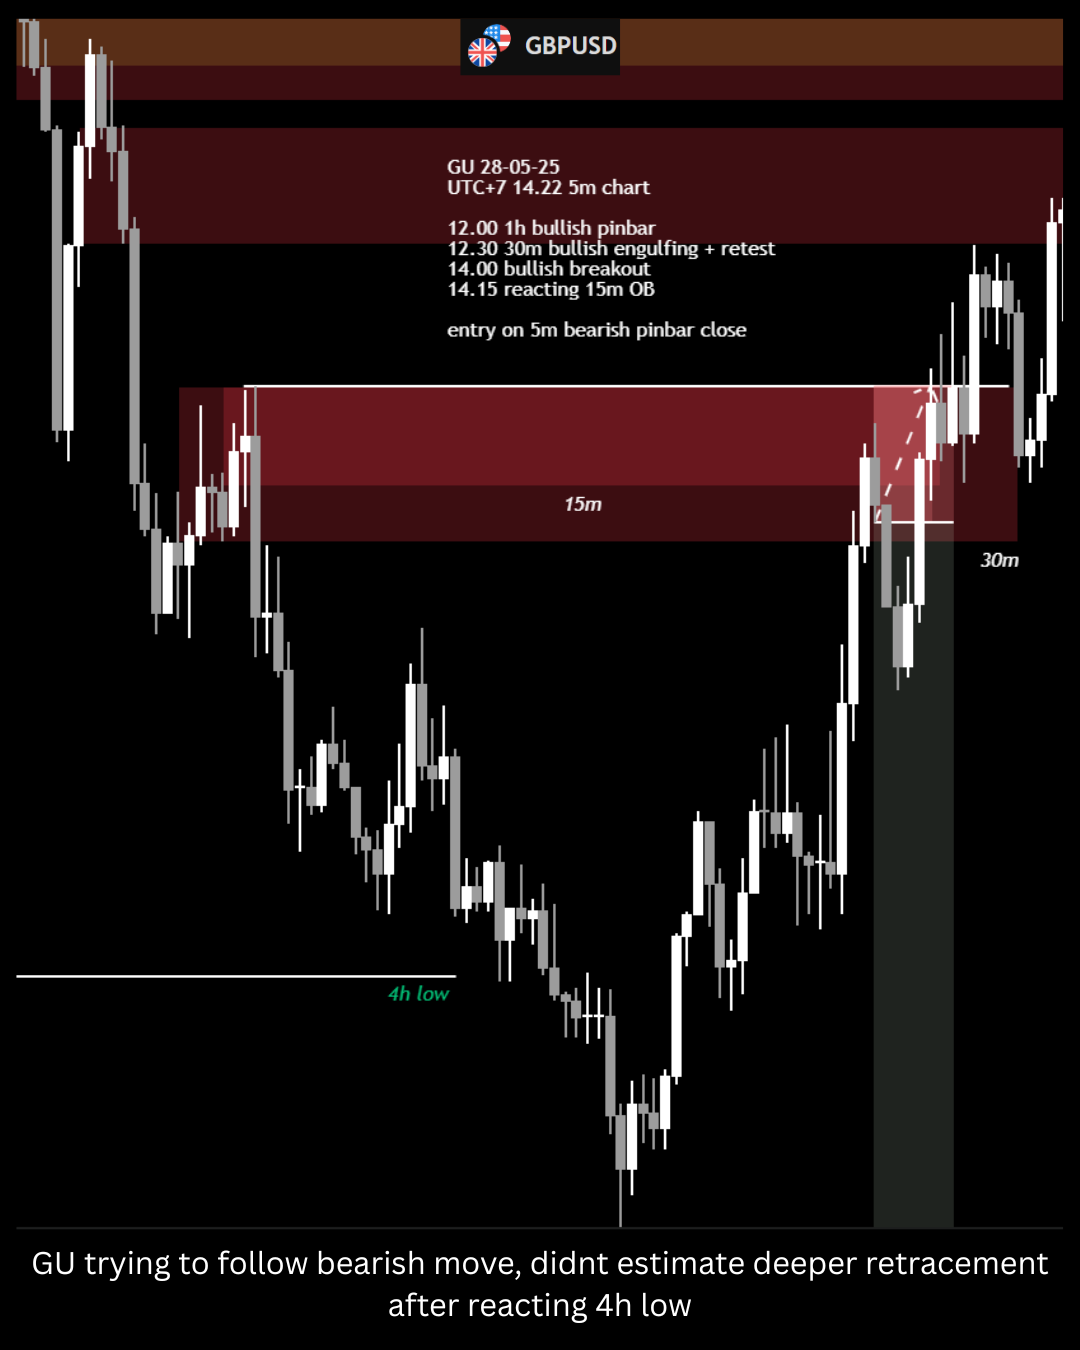 GBPUSD
GU 28-05-25
UTC+7 14.22 5m chart
12.00 1h bullish pinbar
12.30 30m bullish engulfing + retest
14.00 bullish breakout
14.15 reacting 15m OB
entry on 5m bearish pinbar close
15m
30m
4h low
GU trying to follow bearish move, didnt estimate deeper retracement
after reacting 4h low